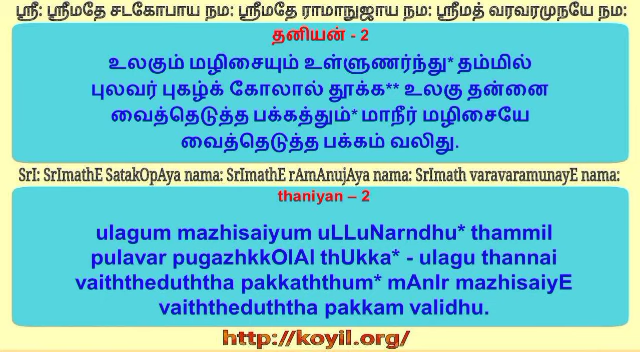 ஸ்ரீ: ஸ்ரீமதே சடகோபாய நம: ஸ்ரீமதே ராமாநுஜாய நம: ஸ்ரீமத் வரவரமுநயே நம:
தனியன் - 2
உலகும் மழிசையும் உள்ளுணர்ந்து* தம்மில்
புலவர் புகழ்க் கோலால் தூக்க** உலகு தன்னை
வைத்தெடுத்த பக்கத்தும்* மாநீர் மழிசையே
வைத்தெடுத்த பக்கம் வலிது.
SrI: SrImathE SatakOpAya nama: SrImathE rAmAnujAya nama: SrImath varavaramunayE nama:
thaniyan – 2
ulagum mazhisaiyum uLLuNarndhu* thammil
pulavar pugazhkkOlAl thUkka* - ulagu thannai
vaiththeduththa pakkaththum* mAnIr mazhisaiyE
vaiththeduththa pakkam validhu.
http://koyil.org/